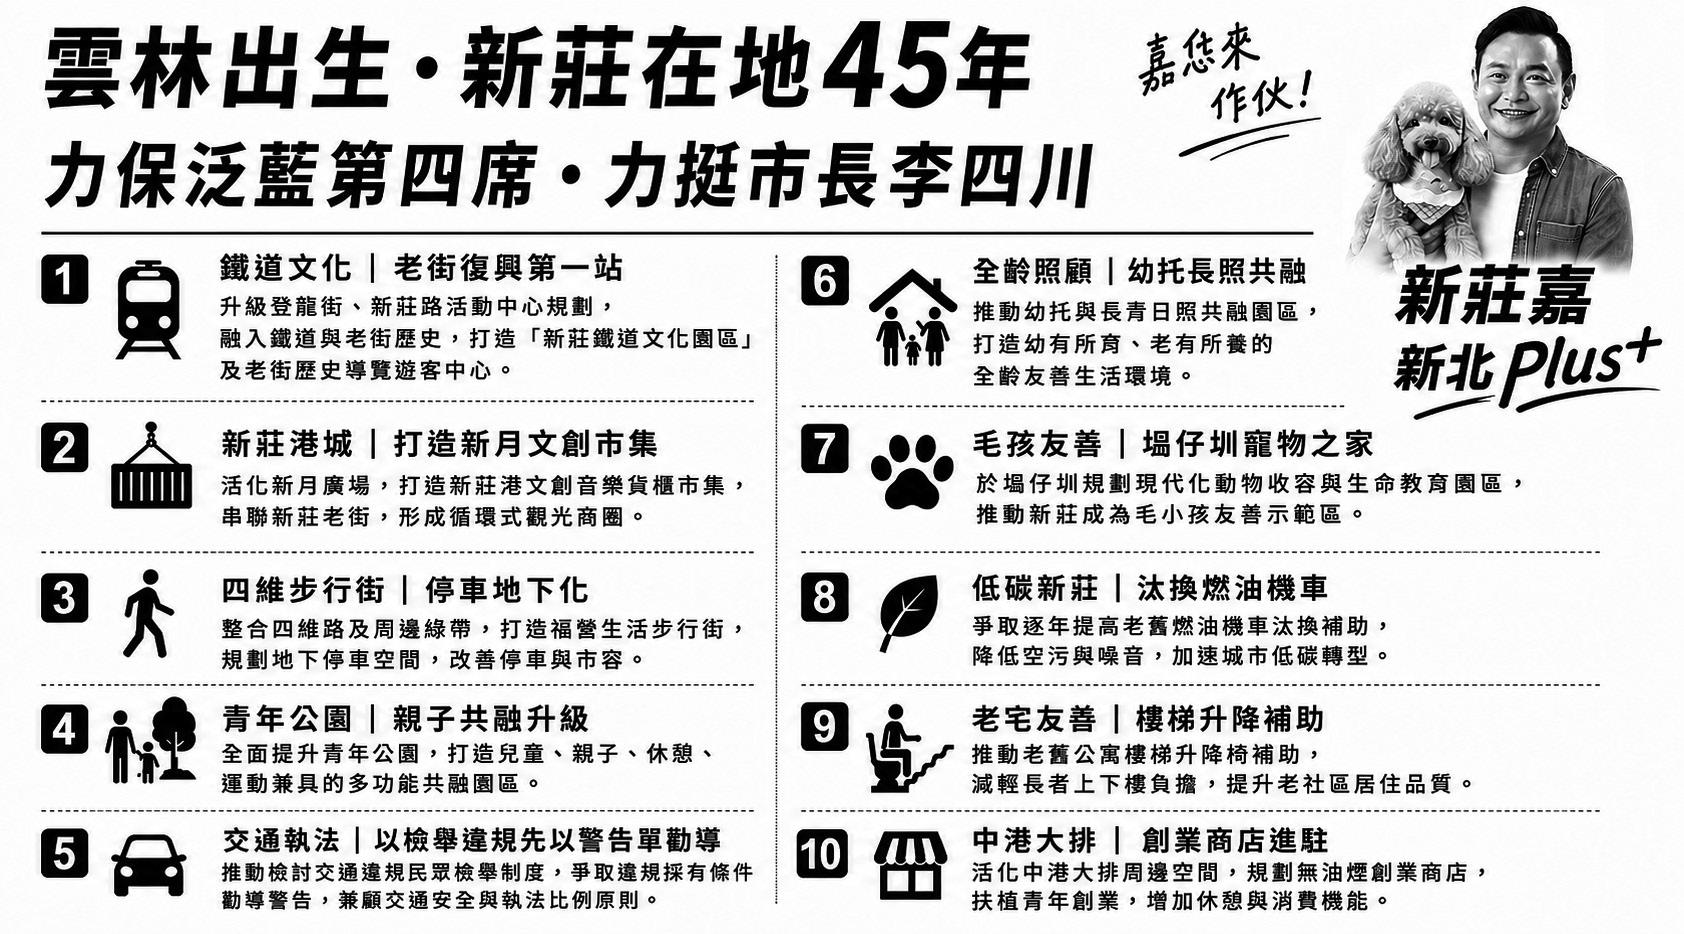 雲林出生・新莊在地45年
力保泛藍第四席・力挺市長李四川
嘉恁來
作伙!
新莊嘉
新北Plus+
1
鐵道文化|老街復興第一站
升級登龍街、新莊路活動中心規劃，
融入鐵道與老街歷史，打造「新莊鐵道文化園區」
及老街歷史導覽遊客中心。
2
新莊港城|打造新月文創市集
活化新月廣場，打造新莊港文創音樂貨櫃市集，
串聯新莊老街，形成循環式觀光商圈。
3
四維步行街|停車地下化
整合四維路及周邊綠帶，打造福營生活步行街，
規劃地下停車空間，改善停車與市容。
4
青年公園|親子共融升級
全面提升青年公園，打造兒童、親子、休憩、
運動兼具的多功能共融園區。
5
交通執法|以檢舉違規先以警告單勸導
推動檢討交通違規民眾檢舉制度，爭取違規採有條件
勸導警告，兼顧交通安全與執法比例原則。
6
全齡照顧|幼托長照共融
推動幼托與長青日照共融園區，
打造幼有所育、老有所養的
全齡友善生活環境。
7
毛孩友善|塭仔圳寵物之家
於塭仔圳規劃現代化動物收容與生命教育園區，
推動新莊成為毛小孩友善示範區。
8
低碳新莊|汰換燃油機車
爭取逐年提高老舊燃油機車汰換補助，
降低空污與噪音，加速城市低碳轉型。
9
老宅友善|樓梯升降補助
推動老舊公寓樓梯升降椅補助，
減輕長者上下樓負擔，提升老社區居住品質。
10
中港大排|創業商店進駐
活化中港大排周邊空間，規劃無油煙創業商店，
扶植青年創業，增加休憩與消費機能。